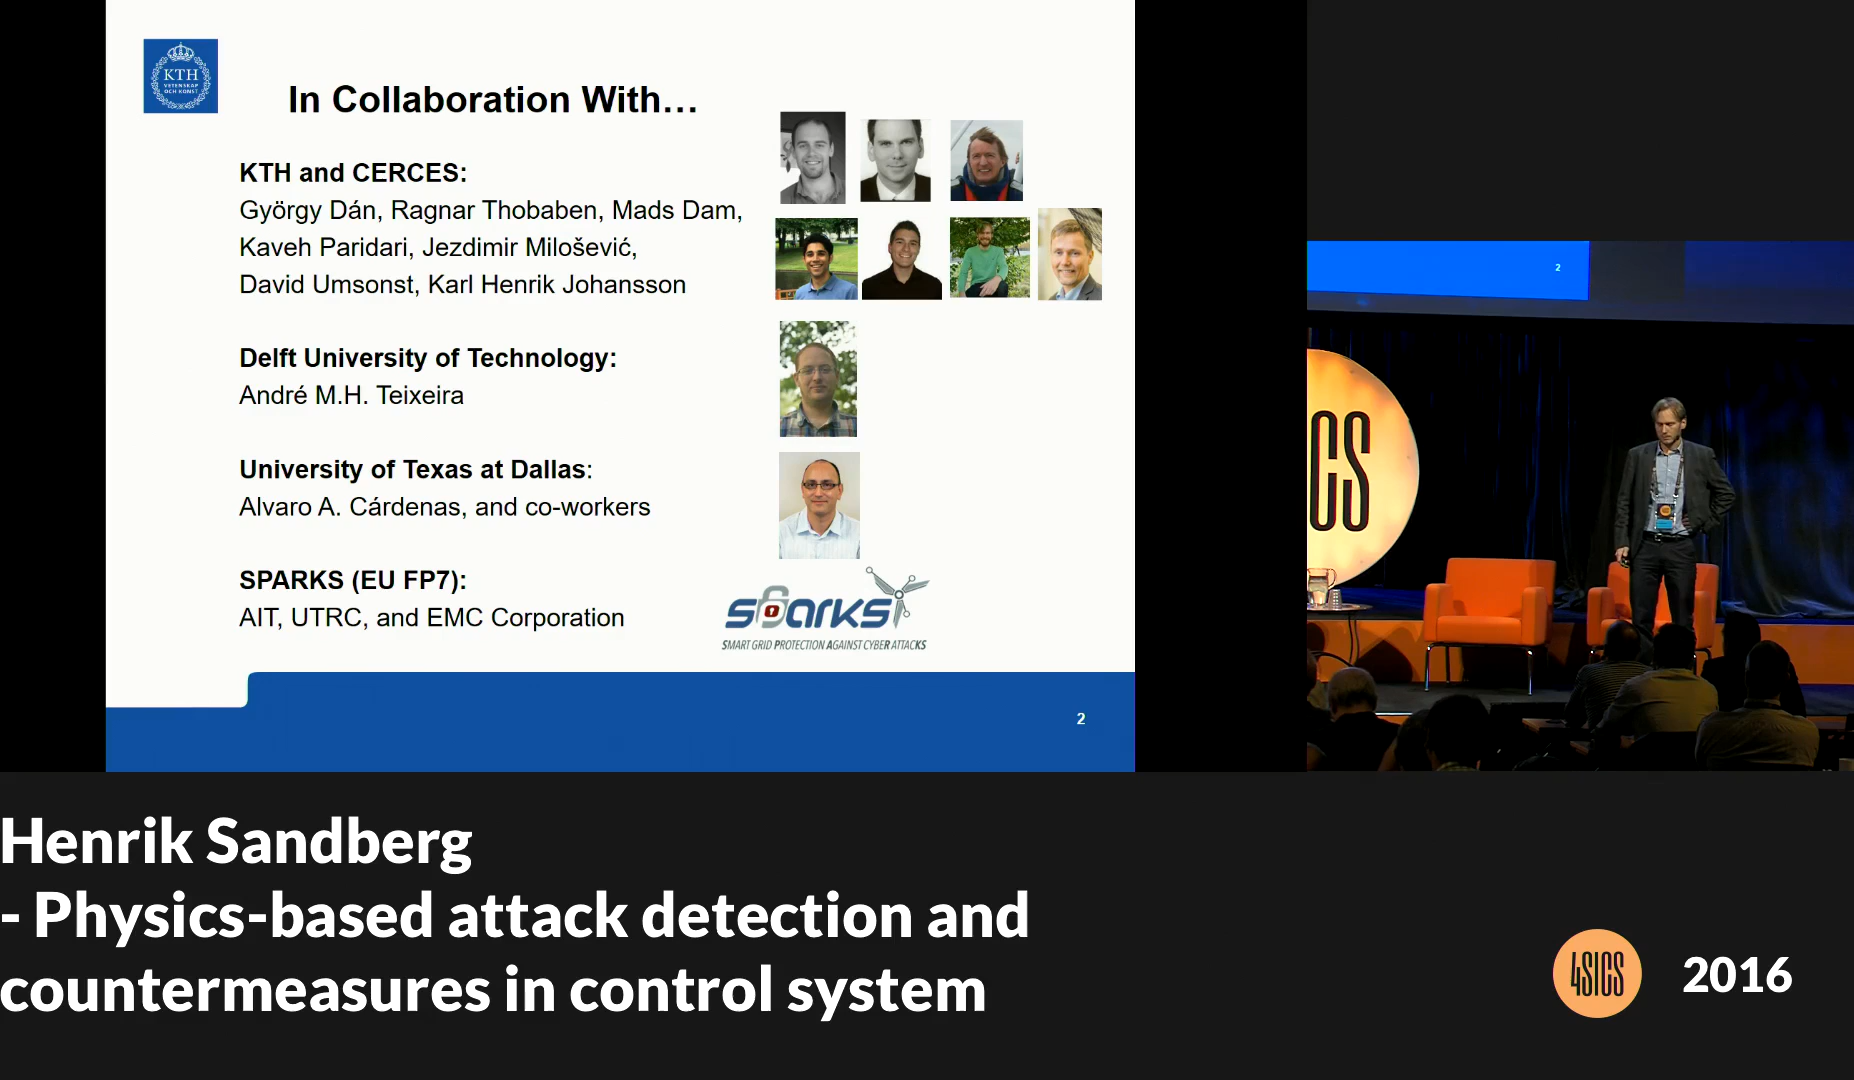 KTH
VETENSKAP
OCH KONST
In Collaboration With…
KTH and CERCES:
György Dán, Ragnar Thobaben, Mads Dam,
Kaveh Paridari, Jezdimir Milošević,
David Umsonst, Karl Henrik Johansson
Delft University of Technology:
André M.H. Teixeira
University of Texas at Dallas:
Alvaro A. Cárdenas, and co-workers
SPARKS (EU FP7):
AIT, UTRC, and EMC Corporation
sparks
SMART GRID PROTECTION AGAINST CYBER ATTACKS
2
2
CS
Henrik Sandberg
- Physics-based attack detection and
countermeasures in control system
4SICS
2016